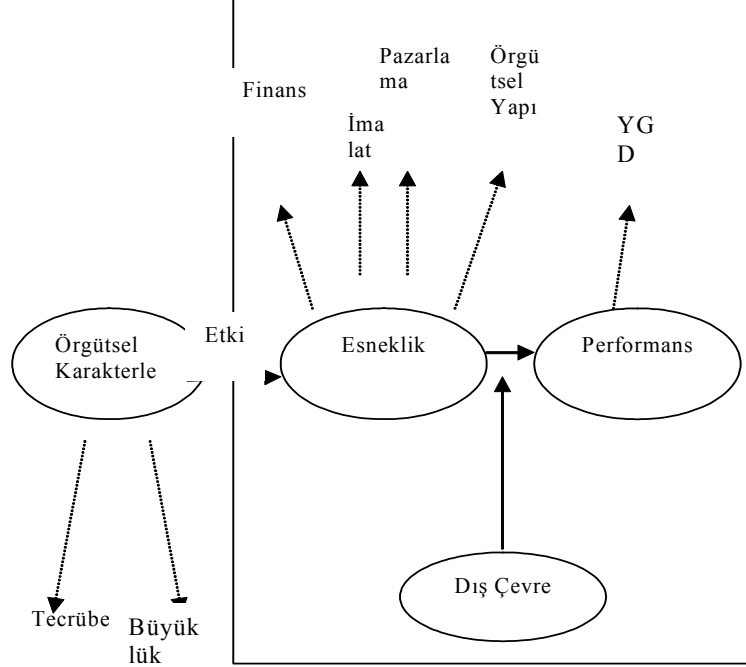 Finans
Pazarla
ma
Örgü
tsel
Yapı
İma
lat
YG
D
Örgütsel
Karakterle
Etki
Esneklik
Performans
Dış Çevre
Tecrübe
Büyük
lük